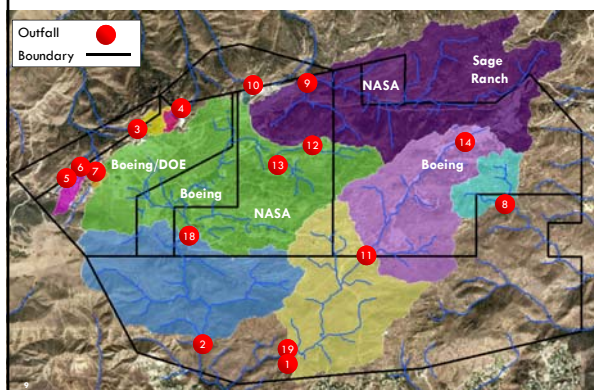 Outfall
Boundary
10
9
NASA
Sage
Ranch
4
3
12
14
6
7
5
Boeing/DOE
13
Boeing
Boeing
8
NASA
18
11
2
19
1
9